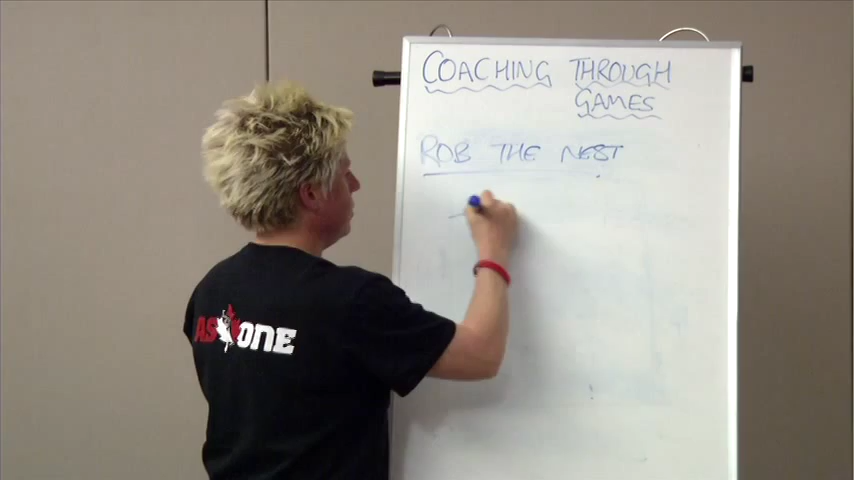 COACHING THROUGH
GAMES
ROB THE NEST
AS ONE